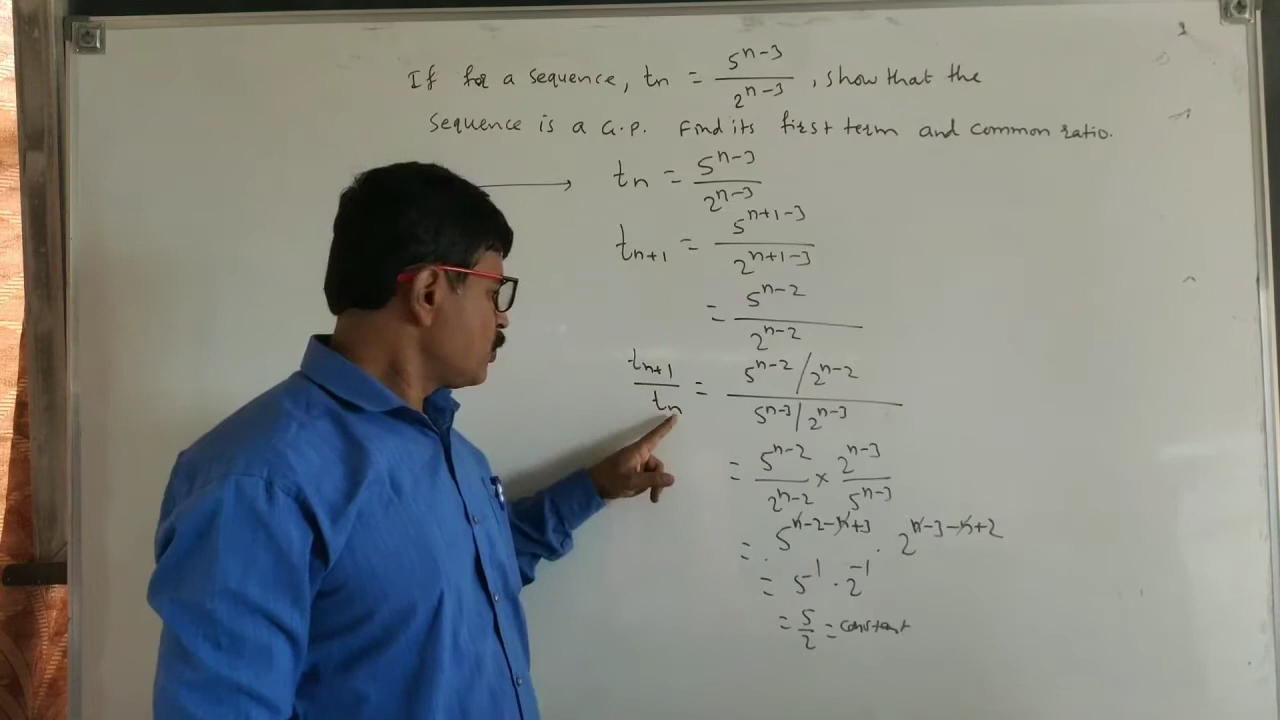 If for a sequence, tn = 5^(n-3)/2^(n-3), show that the
sequence is a G.P. Find its first term and common ratio.
→ tn = 5^(n-3)/2^(n-3)
tn+1 = 5^(n+1-3)/2^(n+1-3)
= 5^(n-2)/2^(n-2)
tn+1/tn = (5^(n-2)/2^(n-2))/(5^(n-3)/2^(n-3))
= 5^(n-2)/2^(n-2) × 2^(n-3)/5^(n-3)
= 5^(n-2-n+3) · 2^(n-3-n+2)
= 5^1 · 2^-1
= 5/2 = constant